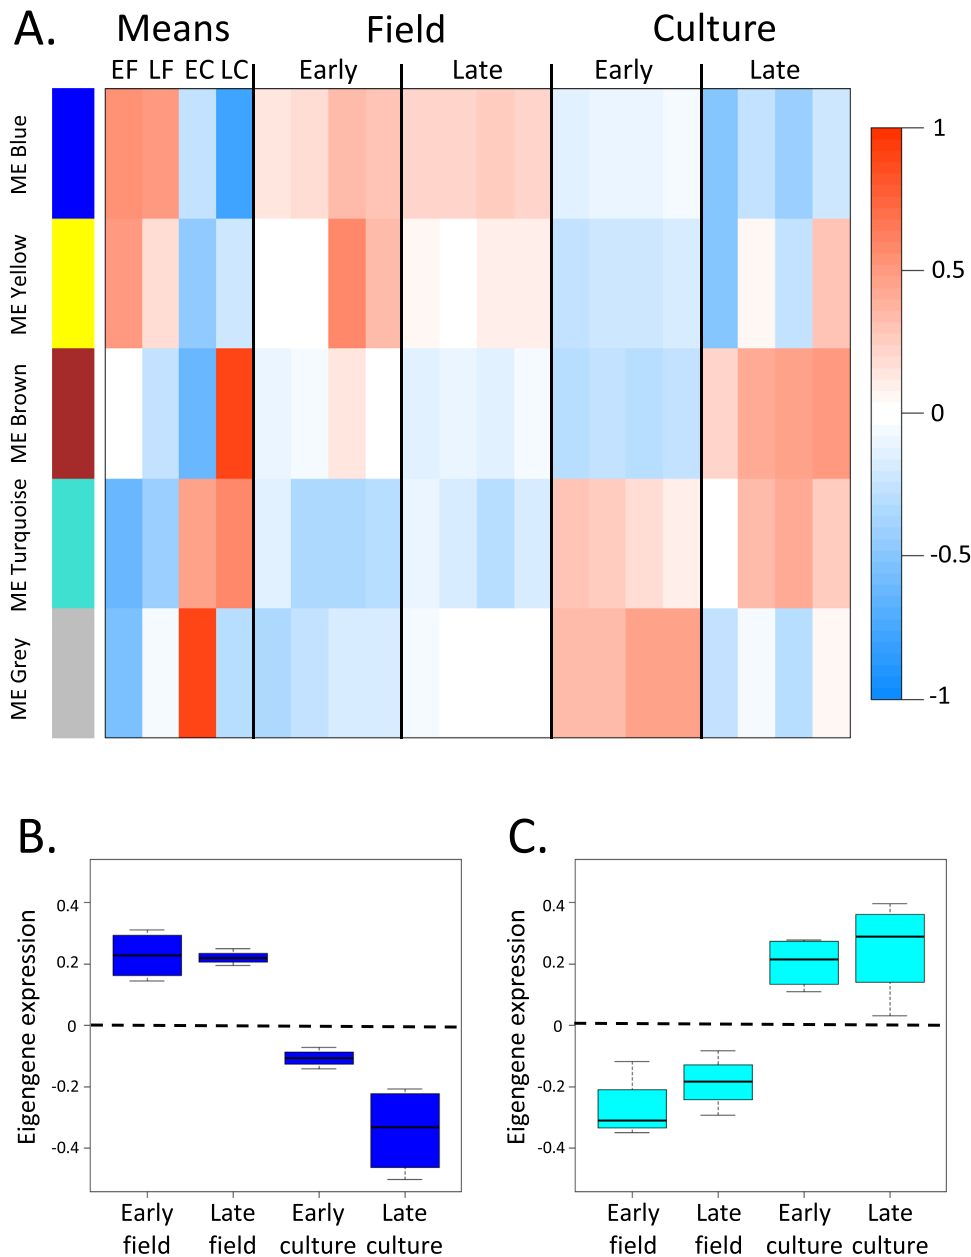 A.
Means Field Culture
EF LF EC LC Early Late Early Late
ME Blue
ME Yellow
ME Brown
ME Turquoise
ME Grey
1
0.5
0
-0.5
-1
B.
Eigengene expression
0.4
0.2
0
-0.2
-0.4
Early field
Late field
Early culture
Late culture
C.
Eigengene expression
0.4
0.2
0
-0.2
-0.4
Early field
Late field
Early culture
Late culture